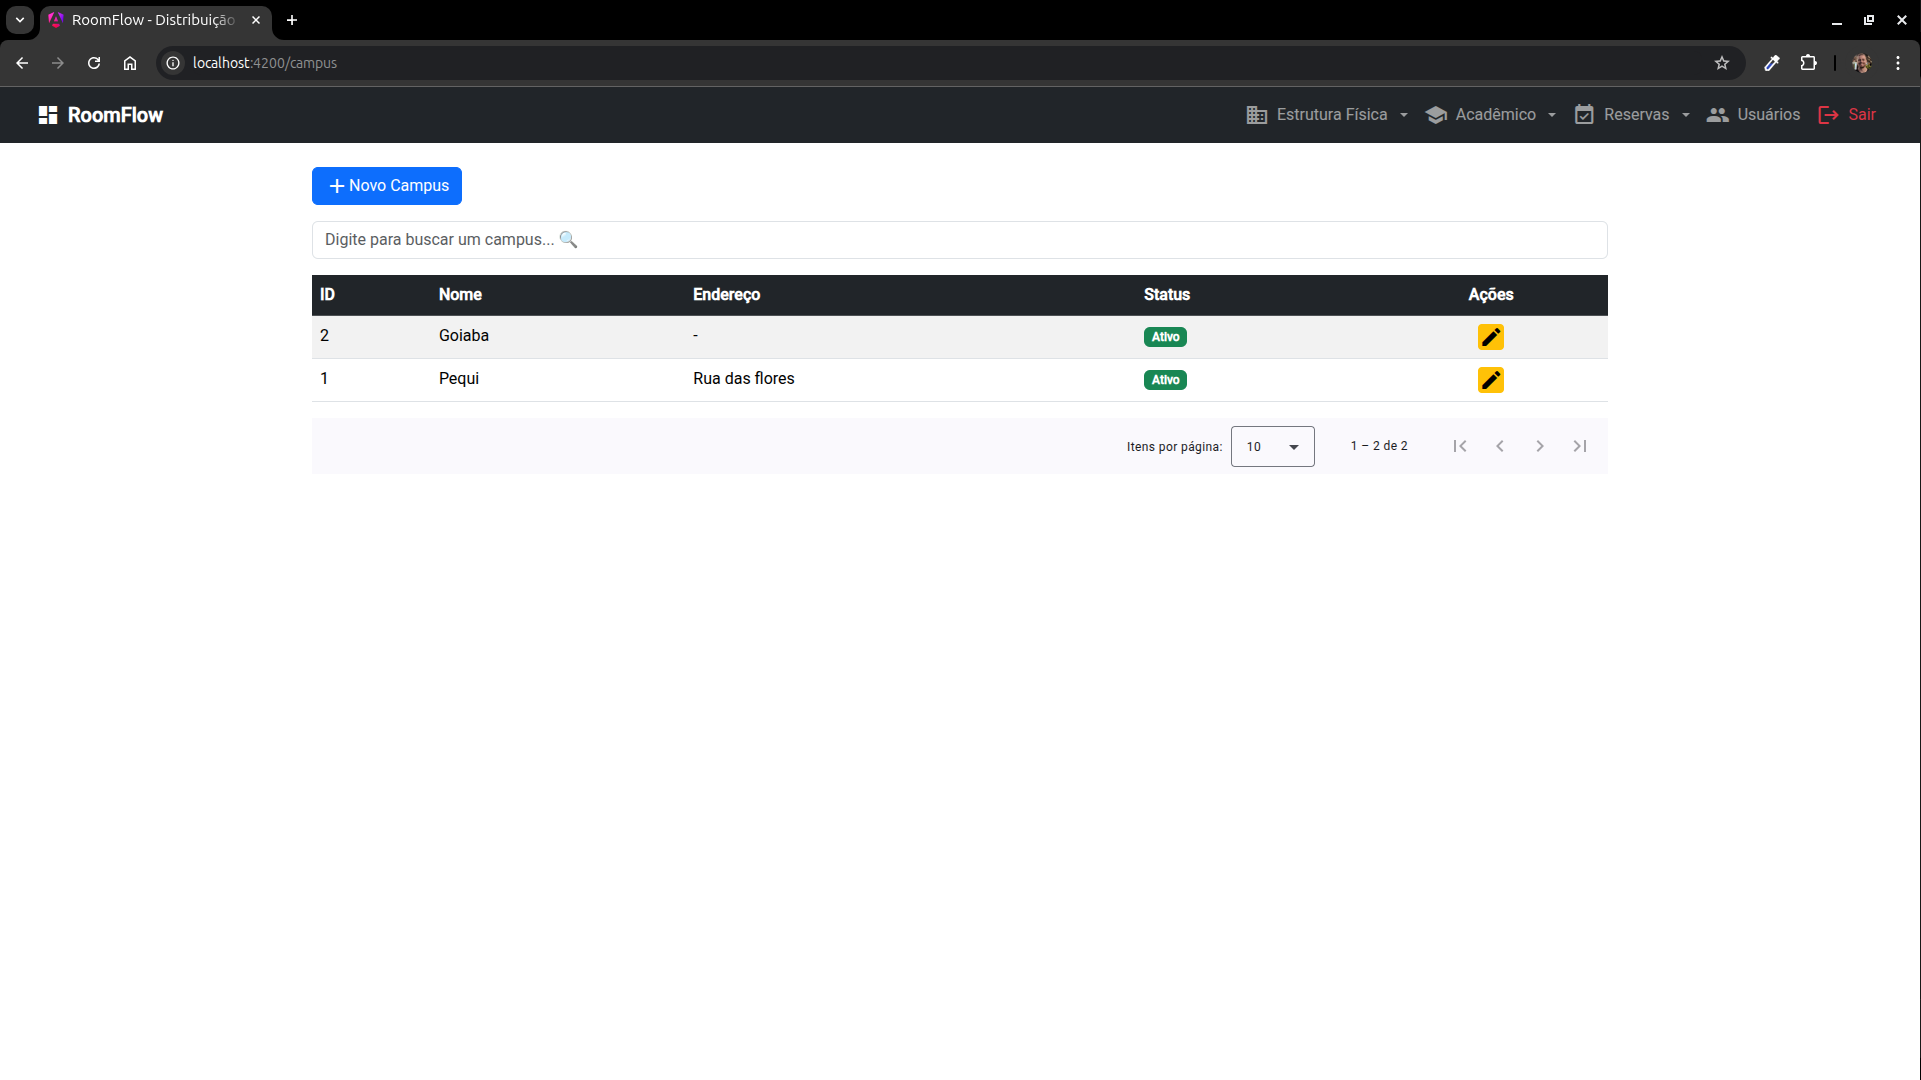 RoomFlow - Distribuição
localhost:4200/campus
RoomFlow
Estrutura Física
Acadêmico
Reservas
Usuários
Sair
Novo Campus
Digite para buscar um campus... 🔍
ID Nome Endereço Status Ações
2 Goiaba - Ativo
1 Pequi Rua das flores Ativo
Itens por página: 10 1 – 2 de 2